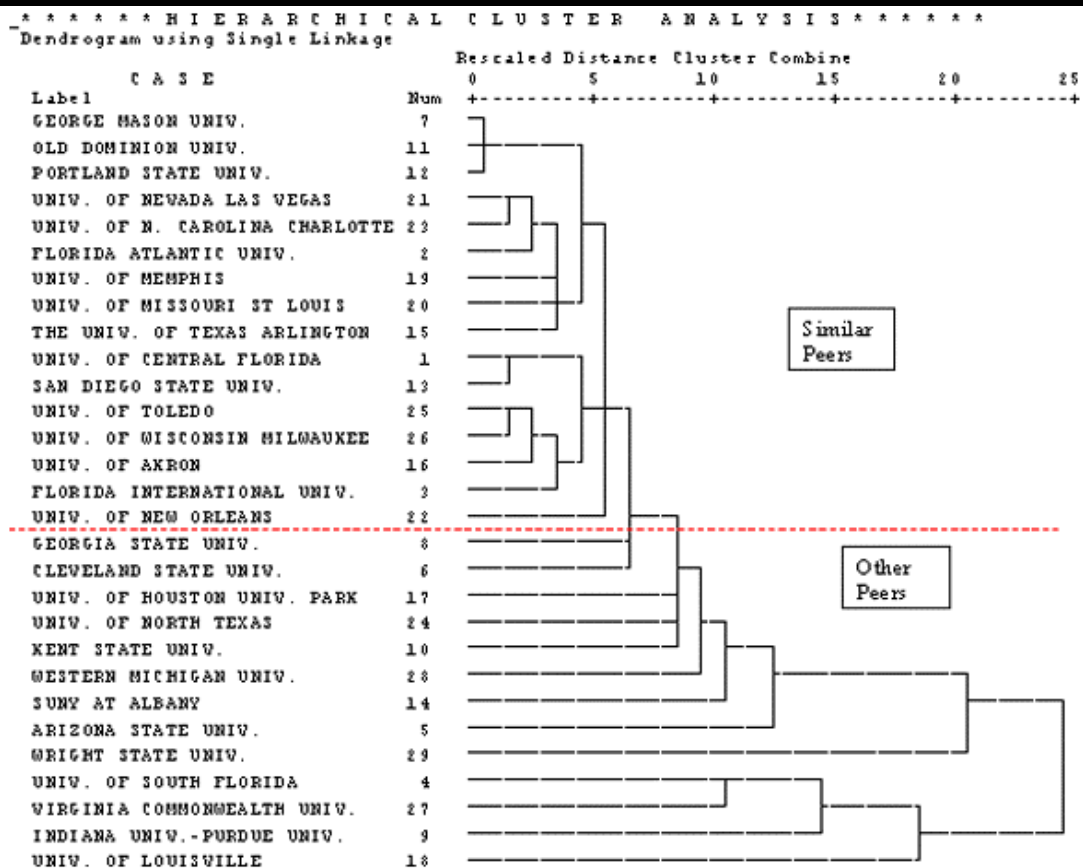 * * * * * * H I E R A R C H I C A L   C L U S T E R   A N A L Y S I S * * * * * *
Dendrogram using Single Linkage
Rescaled Distance Cluster Combine
C A S E 0 5 10 15 20 25
Label Num +---------+---------+---------+---------+---------+
GEORGE MASON UNIV. 7
OLD DOMINION UNIV. 11
PORTLAND STATE UNIV. 12
UNIV. OF NEVADA LAS VEGAS 21
UNIV. OF N. CAROLINA CHARLOTTE 23
FLORIDA ATLANTIC UNIV. 2
UNIV. OF MEMPHIS 19
UNIV. OF MISSOURI ST LOUIS 20
THE UNIV. OF TEXAS ARLINGTON 15
Similar
Peers
UNIV. OF CENTRAL FLORIDA 1
SAN DIEGO STATE UNIV. 13
UNIV. OF TOLEDO 25
UNIV. OF WISCONSIN MILWAUKEE 26
UNIV. OF AKRON 16
FLORIDA INTERNATIONAL UNIV. 3
UNIV. OF NEW ORLEANS 22
GEORGIA STATE UNIV. 8
CLEVELAND STATE UNIV. 6
Other
Peers
UNIV. OF HOUSTON UNIV. PARK 17
UNIV. OF NORTH TEXAS 24
KENT STATE UNIV. 10
WESTERN MICHIGAN UNIV. 28
SUNY AT ALBANY 14
ARIZONA STATE UNIV. 5
WRIGHT STATE UNIV. 29
UNIV. OF SOUTH FLORIDA 4
VIRGINIA COMMONWEALTH UNIV. 27
INDIANA UNIV.-PURDUE UNIV. 9
UNIV. OF LOUISVILLE 18